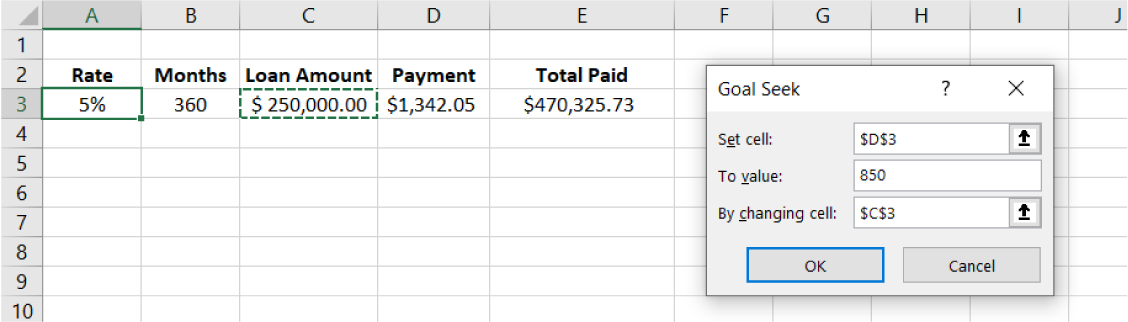 A B C D E F G H I J
1
2 Rate Months Loan Amount Payment Total Paid
3 5% 360 $ 250,000.00 $1,342.05 $470,325.73
4
5
6
7
8
9
10
Goal Seek ? ×
Set cell: $D$3
To value: 850
By changing cell: $C$3
OK Cancel